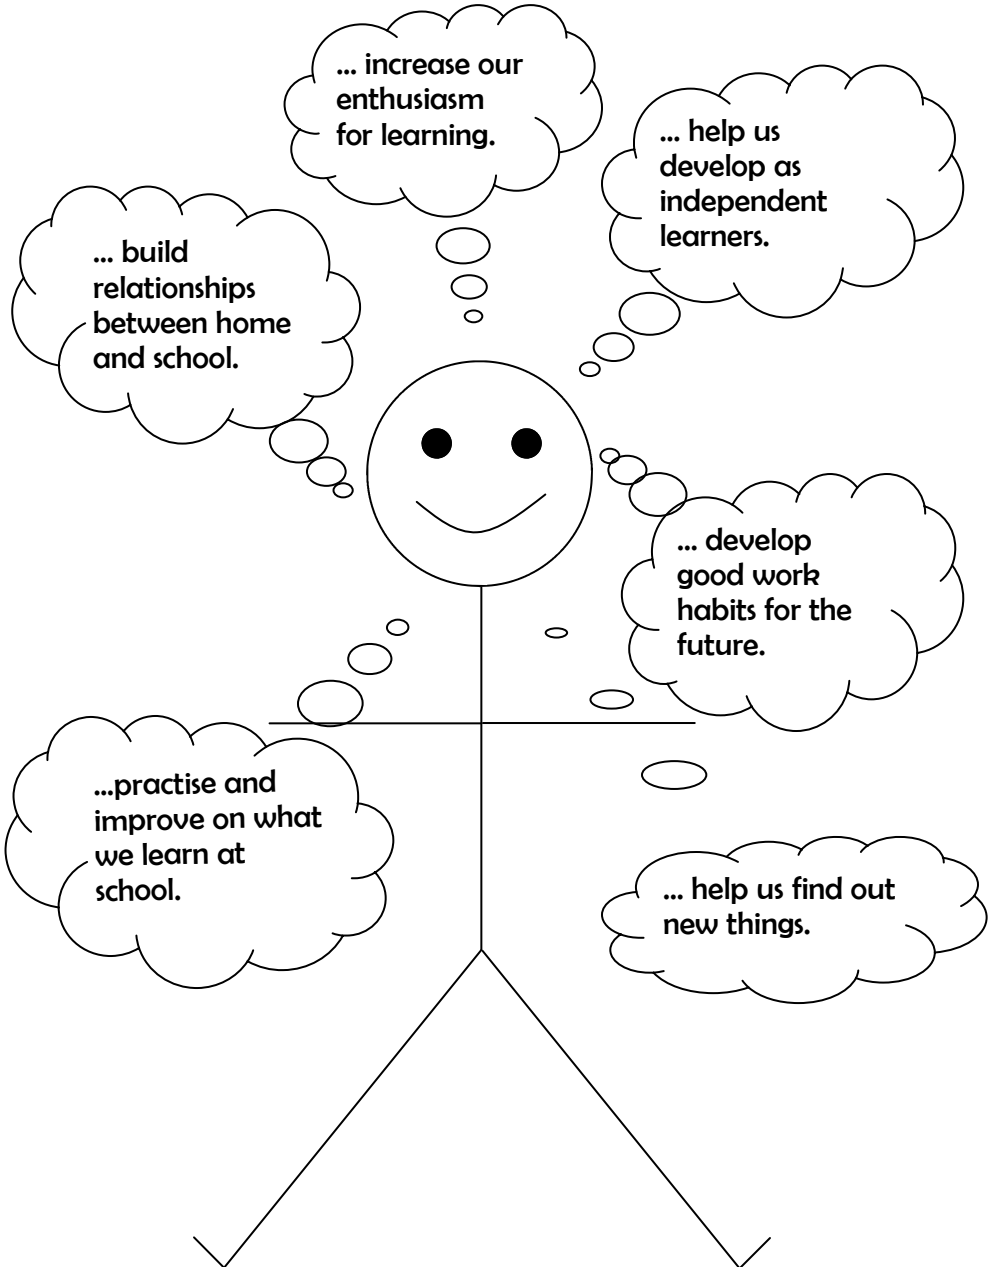 ... increase our
enthusiasm
for learning.
... help us
develop as
independent
learners.
... build
relationships
between home
and school.
... develop
good work
habits for the
future.
...practise and
improve on what
we learn at
school.
... help us find out
new things.